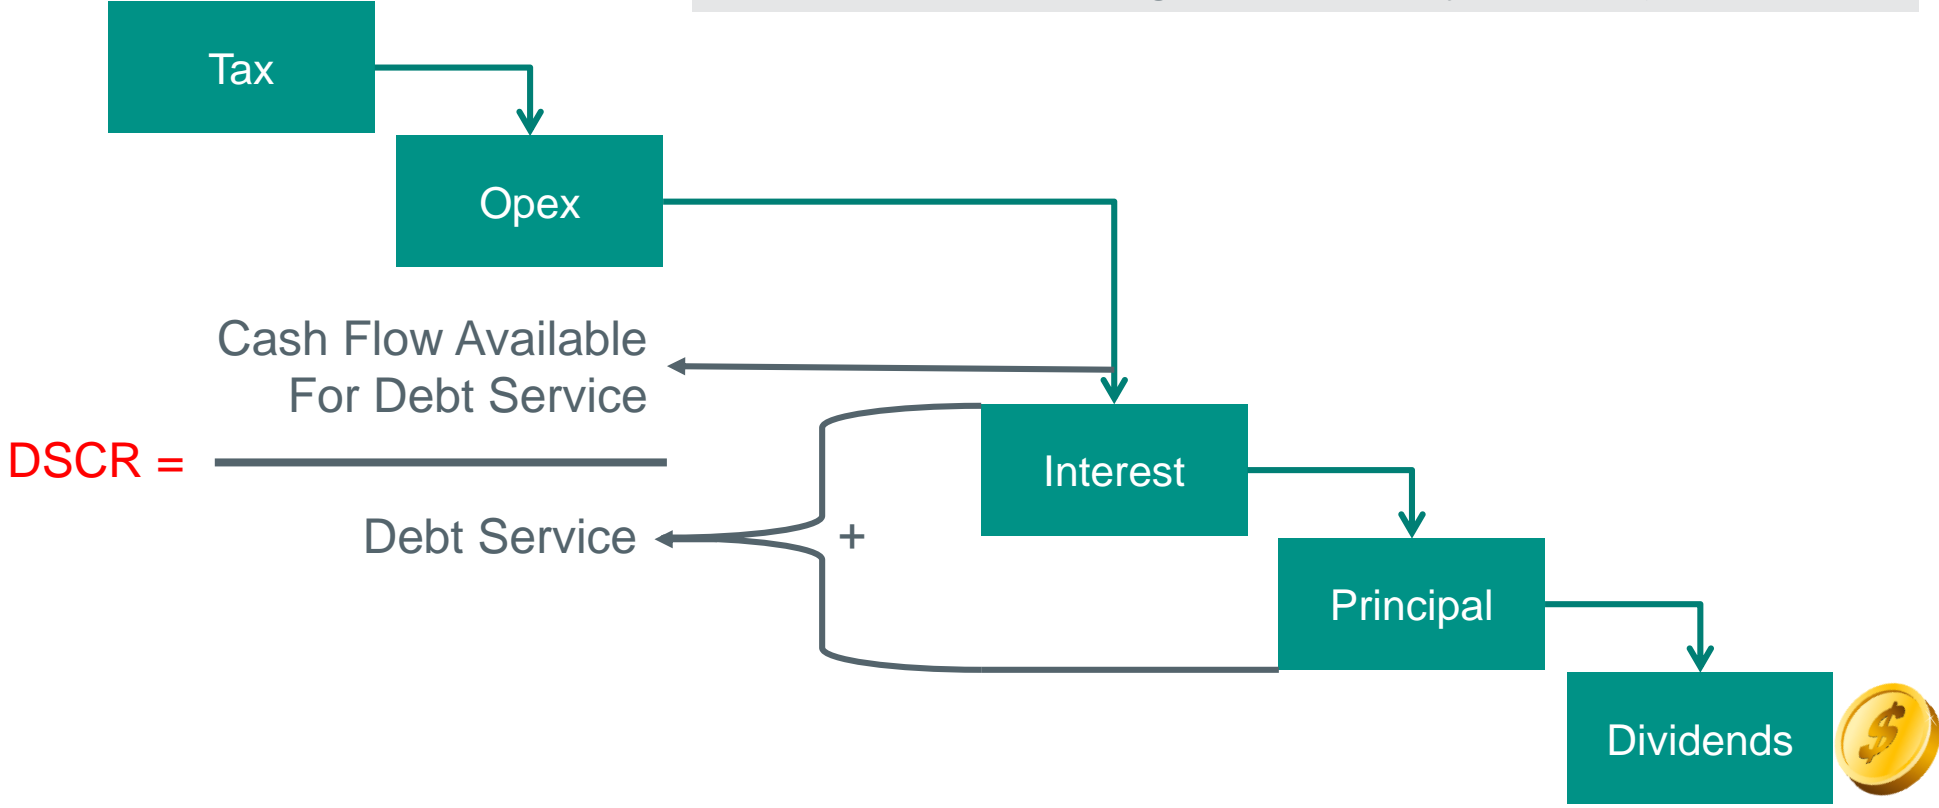 Tax
Opex
Cash Flow Available
For Debt Service
DSCR =
Interest
Debt Service
+
Principal
Dividends
$